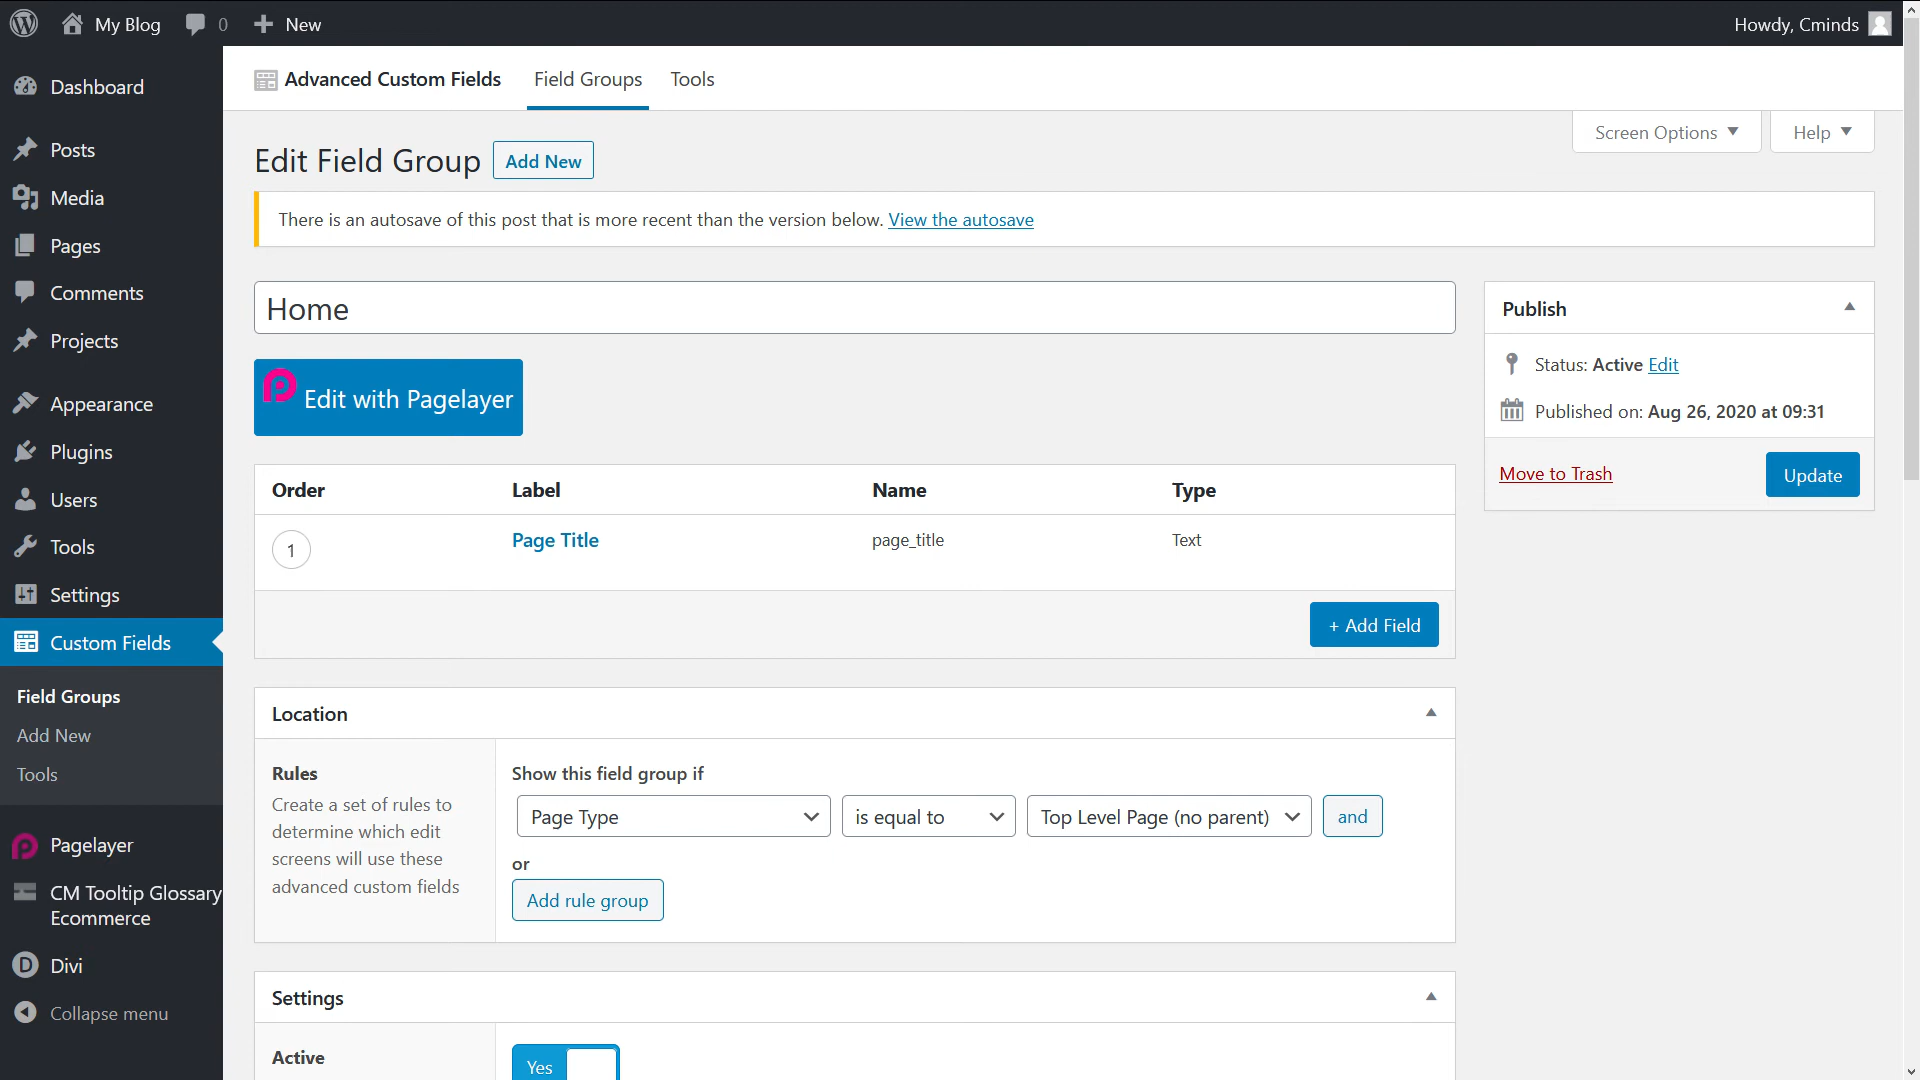 My Blog
0
New
Howdy, Cminds
Dashboard
Posts
Media
Pages
Comments
Projects
Appearance
Plugins
Users
Tools
Settings
Custom Fields
Field Groups
Add New
Tools
Pagelayer
CM Tooltip Glossary
Ecommerce
Divi
Collapse menu
Advanced Custom Fields
Field Groups
Tools
Screen Options
Help
Edit Field Group
Add New
There is an autosave of this post that is more recent than the version below. View the autosave
Home
Edit with Pagelayer
Order Label Name Type
1 Page Title page_title Text
+ Add Field
Location
Rules
Create a set of rules to
determine which edit
screens will use these
advanced custom fields
Show this field group if
Page Type
is equal to
Top Level Page (no parent)
and
or
Add rule group
Settings
Active
Yes
Publish
Status: Active Edit
Published on: Aug 26, 2020 at 09:31
Move to Trash
Update